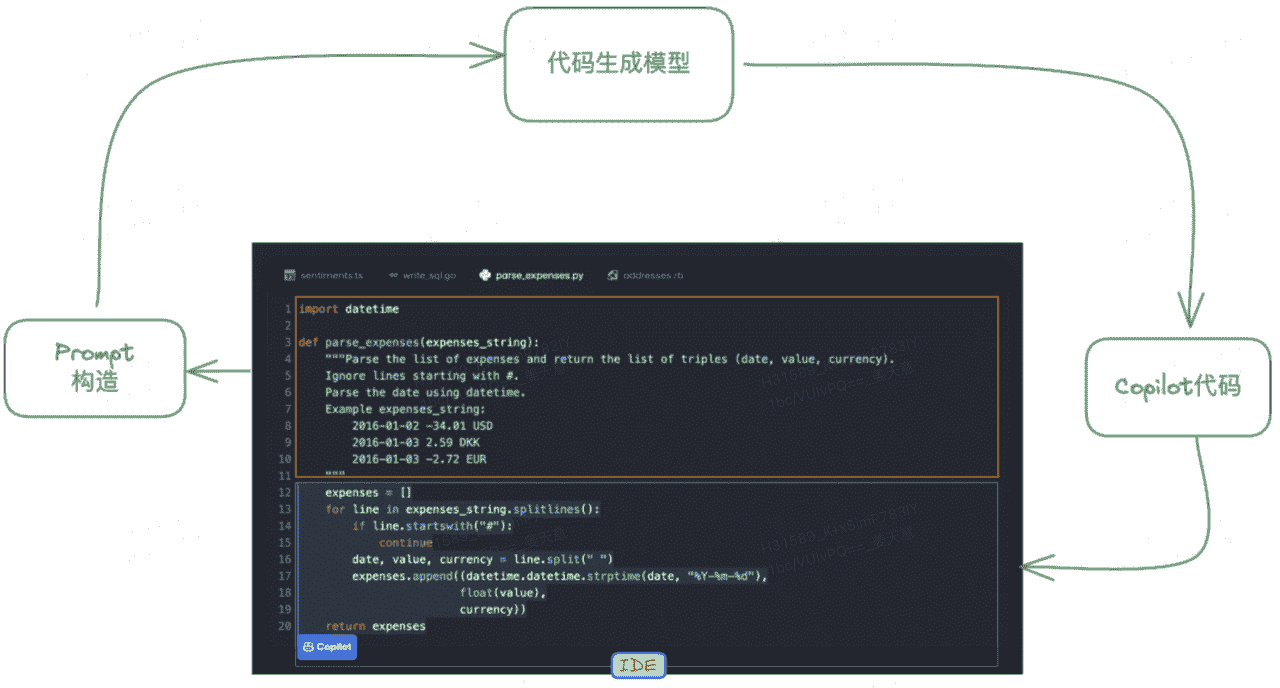 代码生成模型
Prompt
构造
Copilot代码
sentiments.ts
write_sql.go
parse_expenses.py
addresses.rb
1 import datetime
2
3 def parse_expenses(expenses_string):
4 """Parse the list of expenses and return the list of triples (date, value, currency).
5 Ignore lines starting with #.
6 Parse the date using datetime.
7 Example expenses_string:
8 2016-01-02 -34.01 USD
9 2016-01-03 2.59 DKK
10 2016-01-03 -2.72 EUR
11 """
12 expenses = []
13 for line in expenses_string.splitlines():
14 if line.startswith("#"):
15 continue
16 date, value, currency = line.split(" ")
17 expenses.append((datetime.datetime.strptime(date, "%Y-%m-%d"),
18 float(value),
19 currency))
20 return expenses
Copilot
IDE